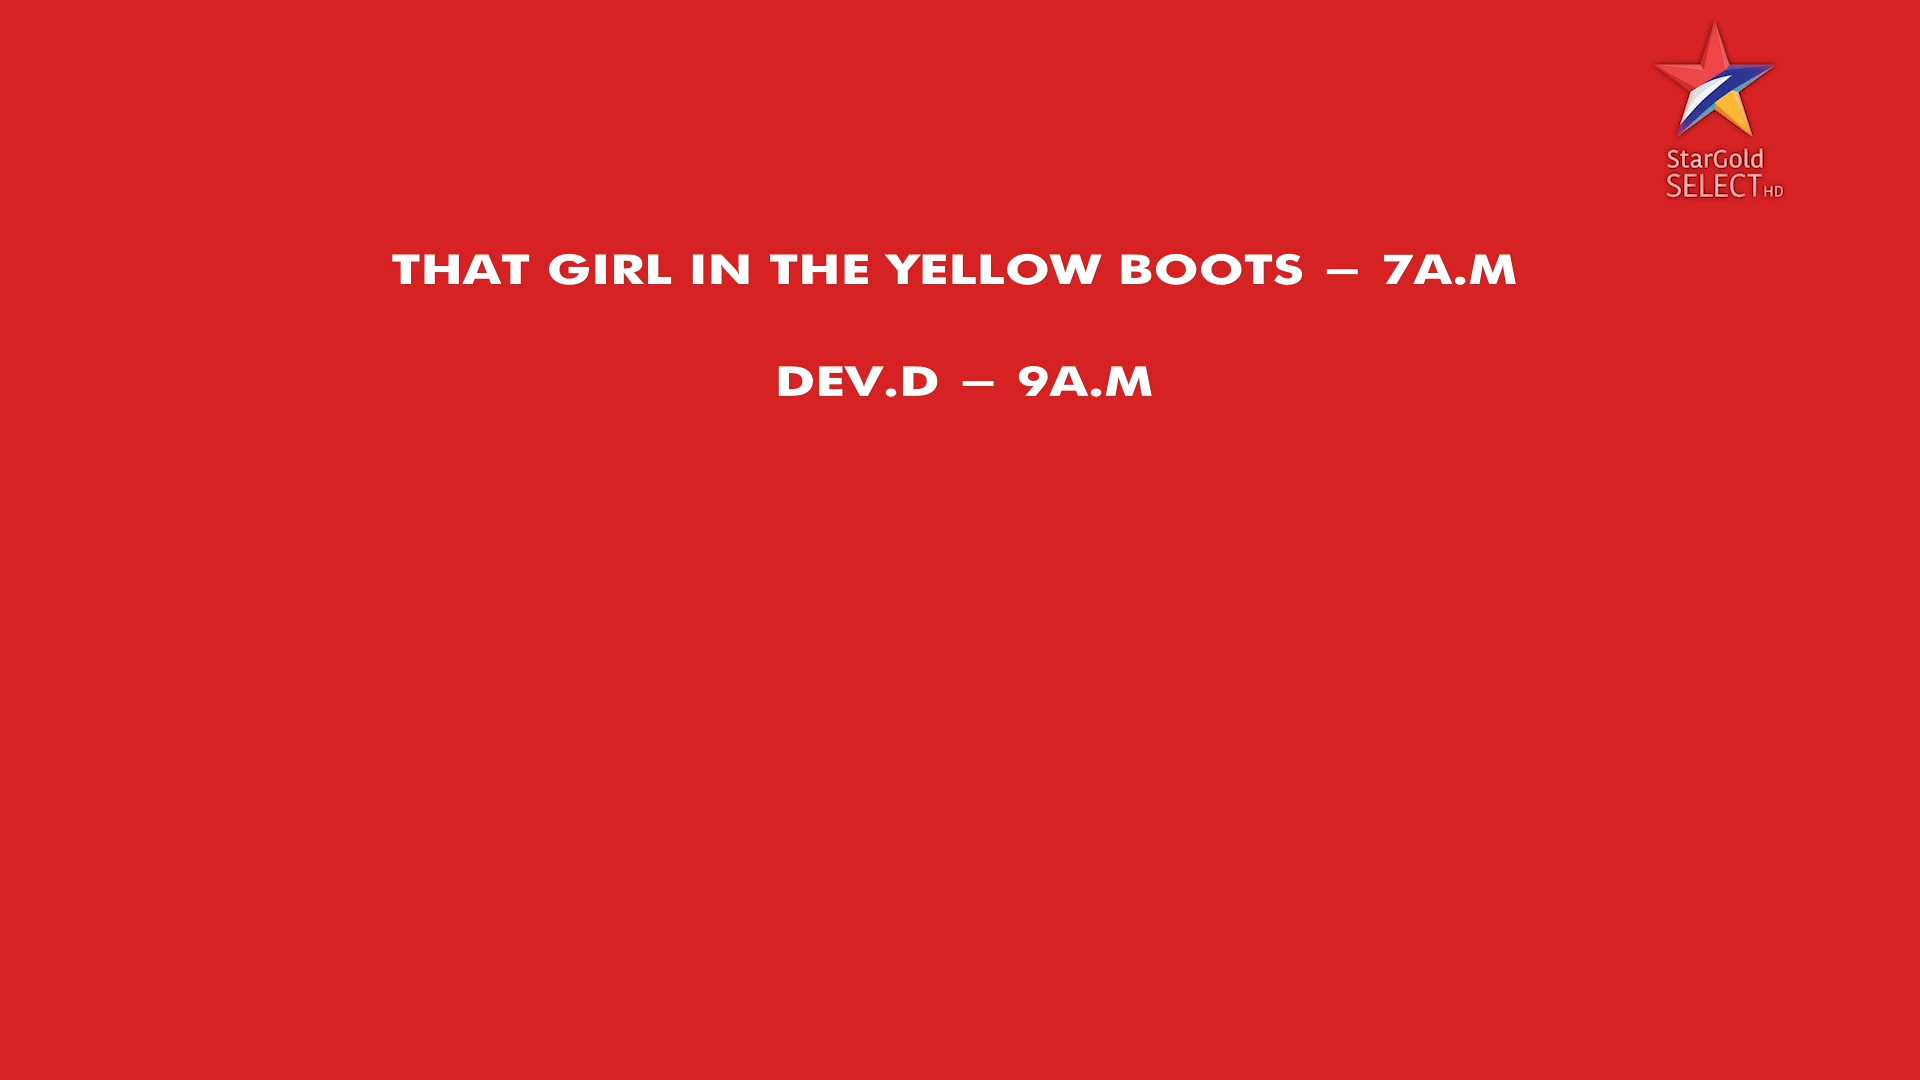 StarGold
SELECT HD
THAT GIRL IN THE YELLOW BOOTS – 7A.M
DEV.D – 9A.M